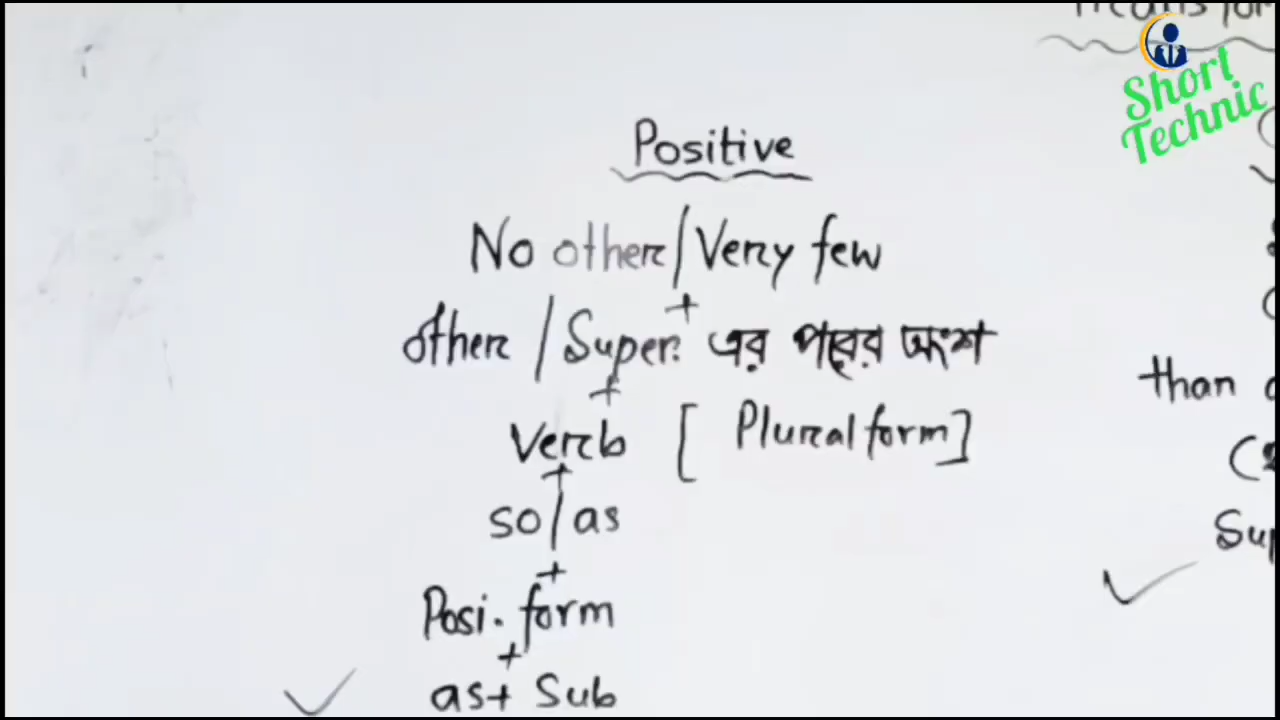 Short
Technic
Positive
No other/Very few
+
other/Super. এর পরের অংশ
+
Verb [Plural form]
+
so/as
+
Posi. form
+
as+ Sub
than